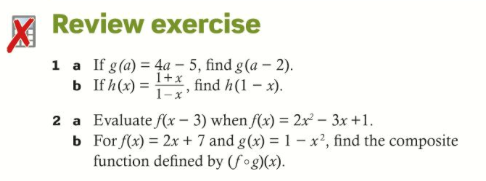 Review exercise
1 a If g(a) = 4a – 5, find g(a – 2).
b If h(x) = (1+x)/(1–x), find h(1 – x).
2 a Evaluate f(x – 3) when f(x) = 2x² – 3x +1.
b For f(x) = 2x + 7 and g(x) = 1 – x², find the composite
function defined by (f∘g)(x).